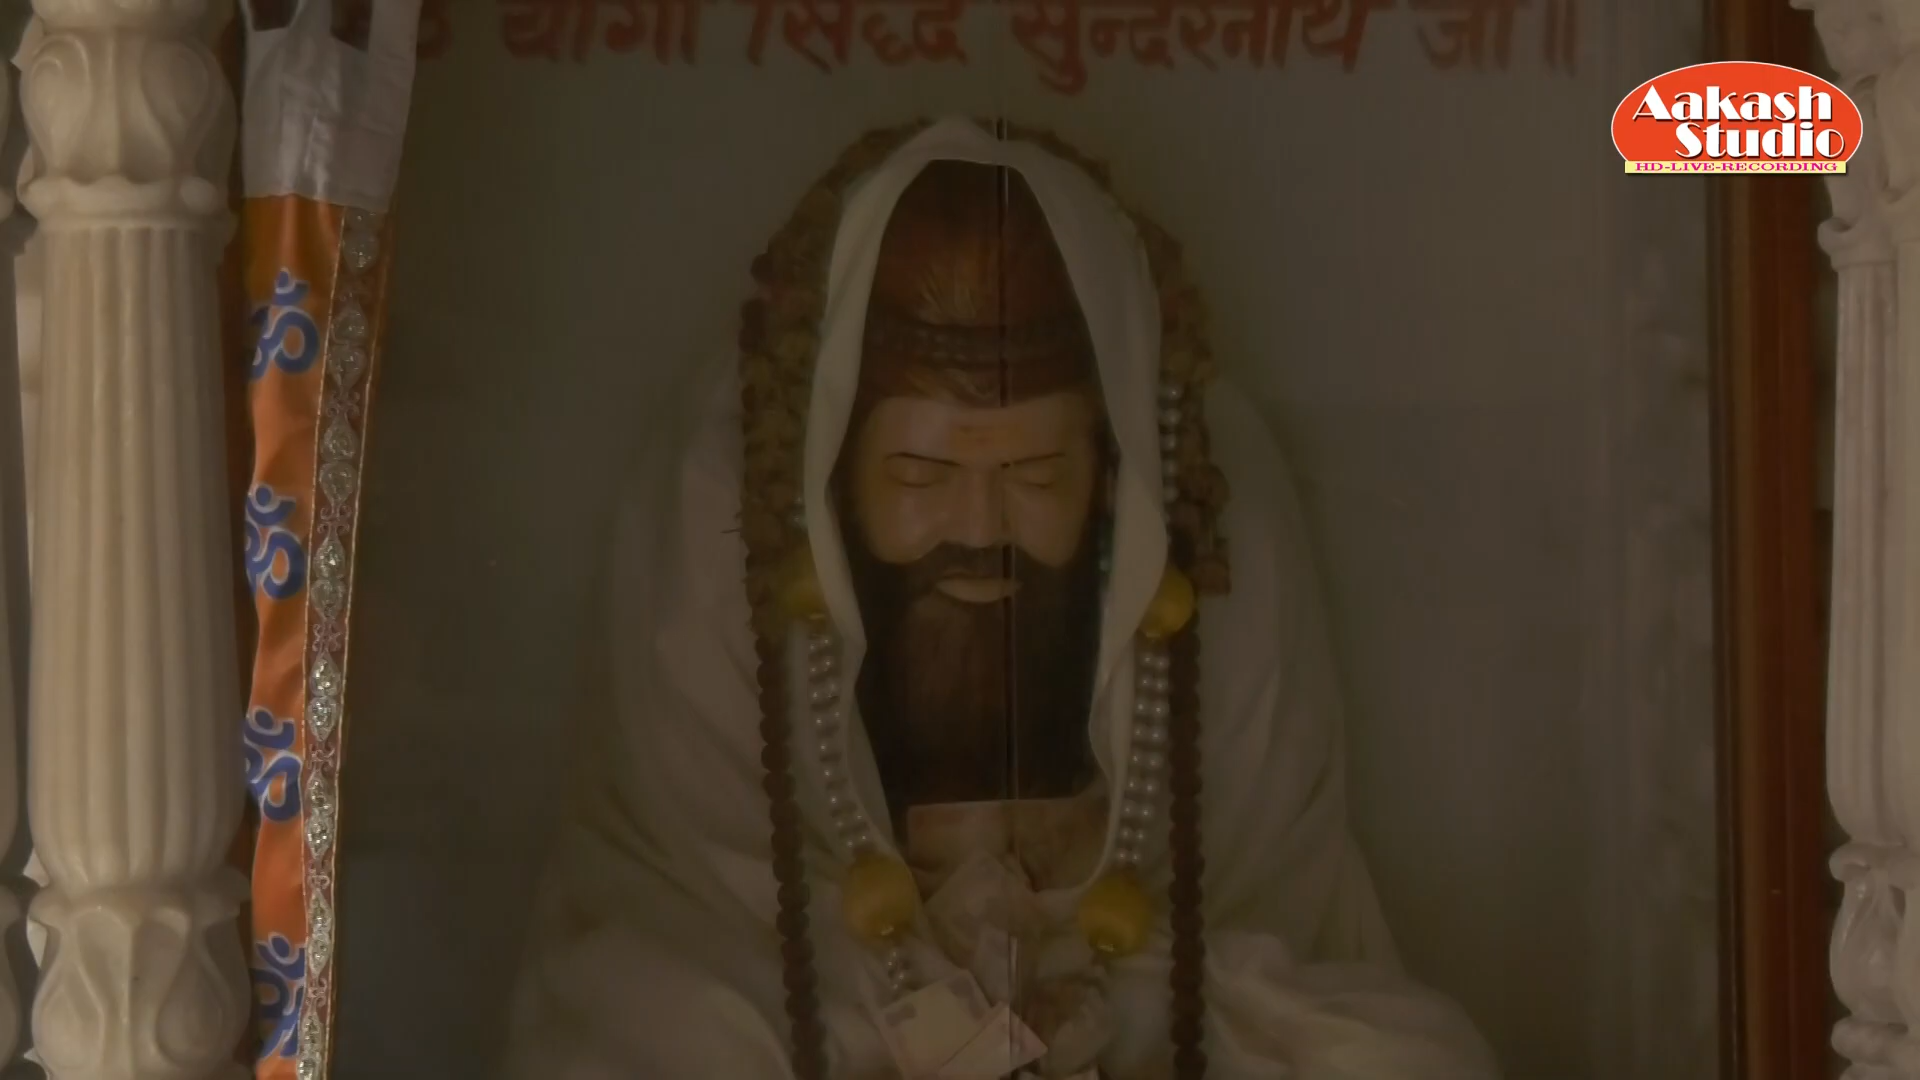 योगी सिद्ध सुन्दरनाथ जी॥
Aakash
Studio
HD-LIVE-RECORDING
ॐ
ॐ
ॐ
ॐ